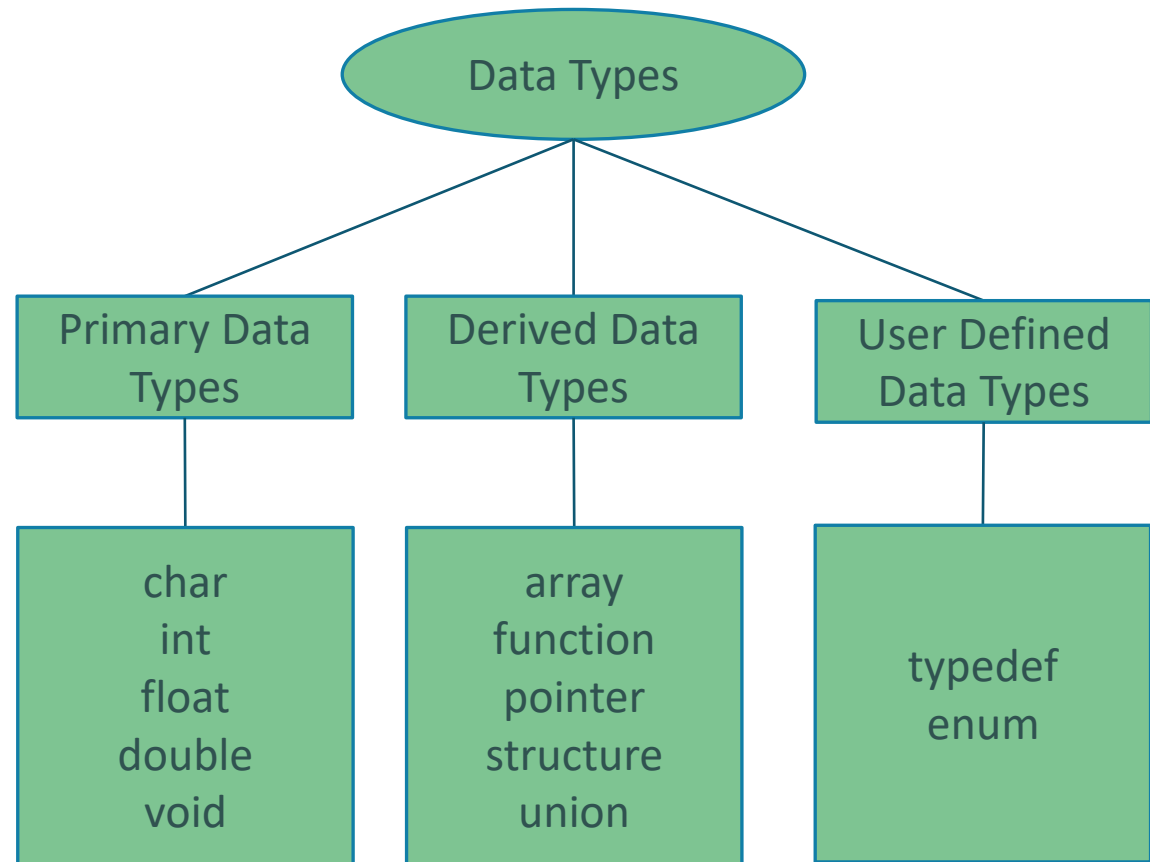 Data Types
Primary Data
Types
Derived Data
Types
User Defined
Data Types
char
int
float
double
void
array
function
pointer
structure
union
typedef
enum